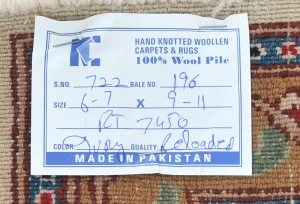 HAND KNOTTED WOOLLEN
CARPETS & RUGS
100% Wool Pile
S.NO. 722 BALE NO. 196
SIZE 6-7 X 9-11
RT 7450
COLOR: Ivory QUALITY Reloaded
MADE IN PAKISTAN